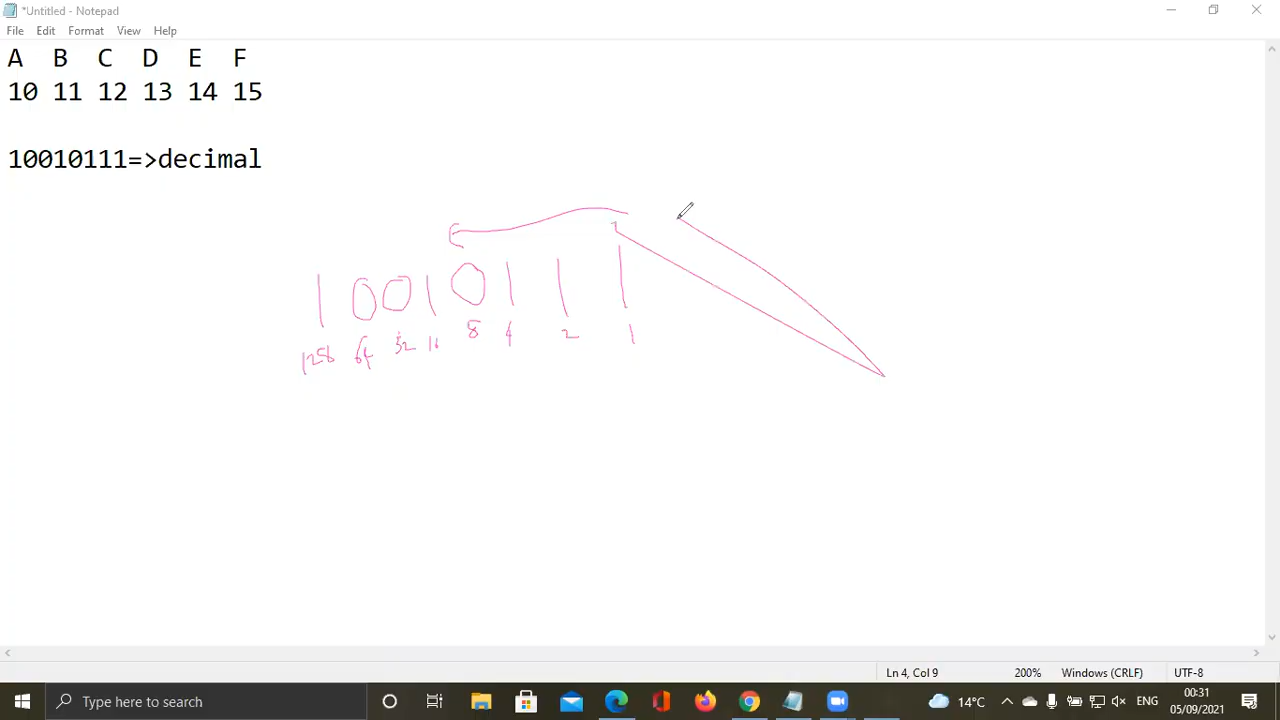 *Untitled - Notepad
File Edit Format View Help
A B C D E F
10 11 12 13 14 15
10010111=>decimal
1 0 0 1 0 1 1 1
128 64 32 16 8 4 2 1
Ln 4, Col 9 200% Windows (CRLF) UTF-8
Type here to search
14°C ENG 00:31 05/09/2021